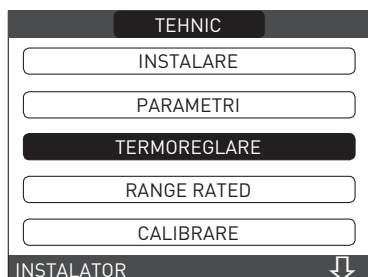 TEHNIC
INSTALARE
PARAMETRI
TERMOREGLARE
RANGE RATED
CALIBRARE
INSTALATOR